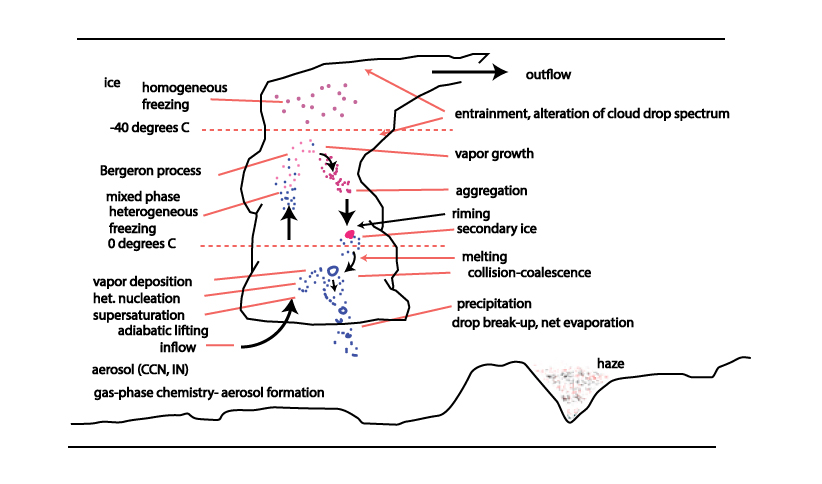 ice
homogeneous
freezing
-40 degrees C
Bergeron process
mixed phase
heterogeneous
freezing
0 degrees C
vapor deposition
het. nucleation
supersaturation
adiabatic lifting
inflow
aerosol (CCN, IN)
gas-phase chemistry- aerosol formation
outflow
entrainment, alteration of cloud drop spectrum
vapor growth
aggregation
riming
secondary ice
melting
collision-coalescence
precipitation
drop break-up, net evaporation
haze